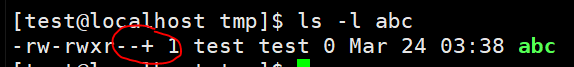 [test@localhost tmp]$ ls -l abc
-rw-rwxr--+ 1 test test 0 Mar 24 03:38 abc